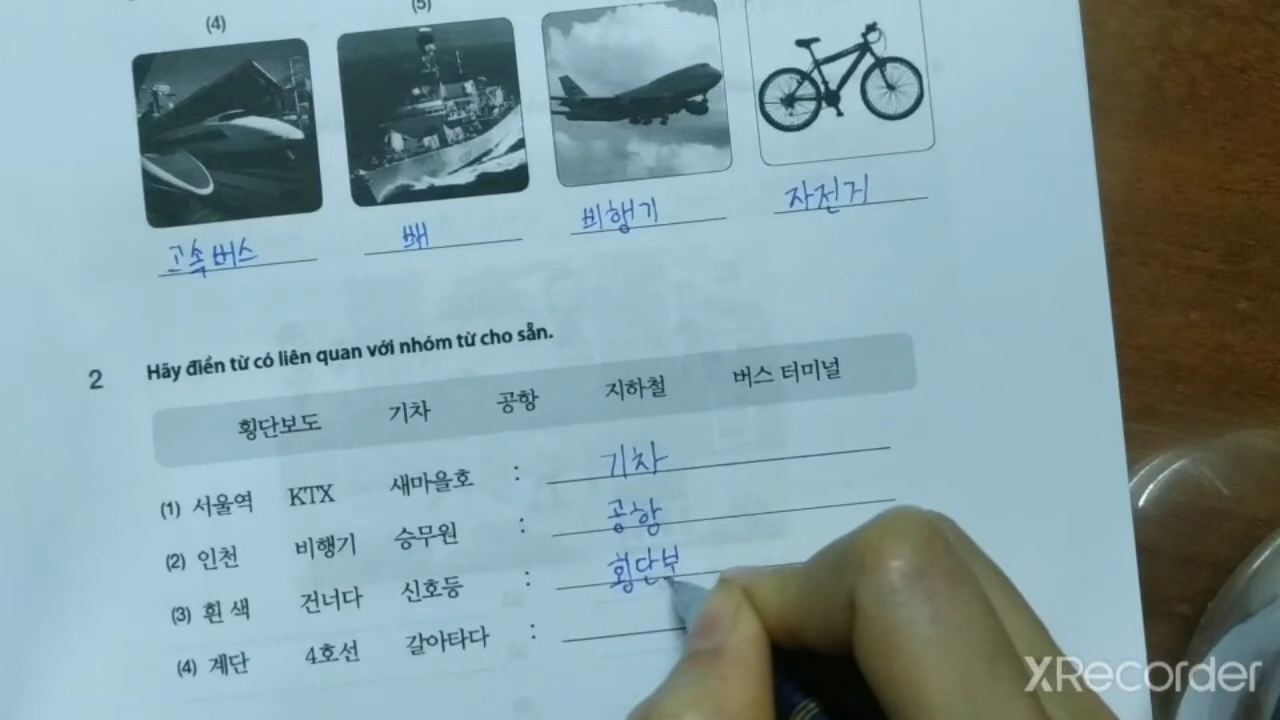 (4) (5)
고속버스 배 비행기 자전거
2 Hãy điền từ có liên quan với nhóm từ cho sẵn.
횡단보도 기차 공항 지하철 버스 터미널
(1) 서울역 KTX 새마을호 : 기차
(2) 인천 비행기 승무원 : 공항
(3) 흰 색 건너다 신호등 : 횡단부
(4) 계단 4호선 갈아타다 :
XRecorder